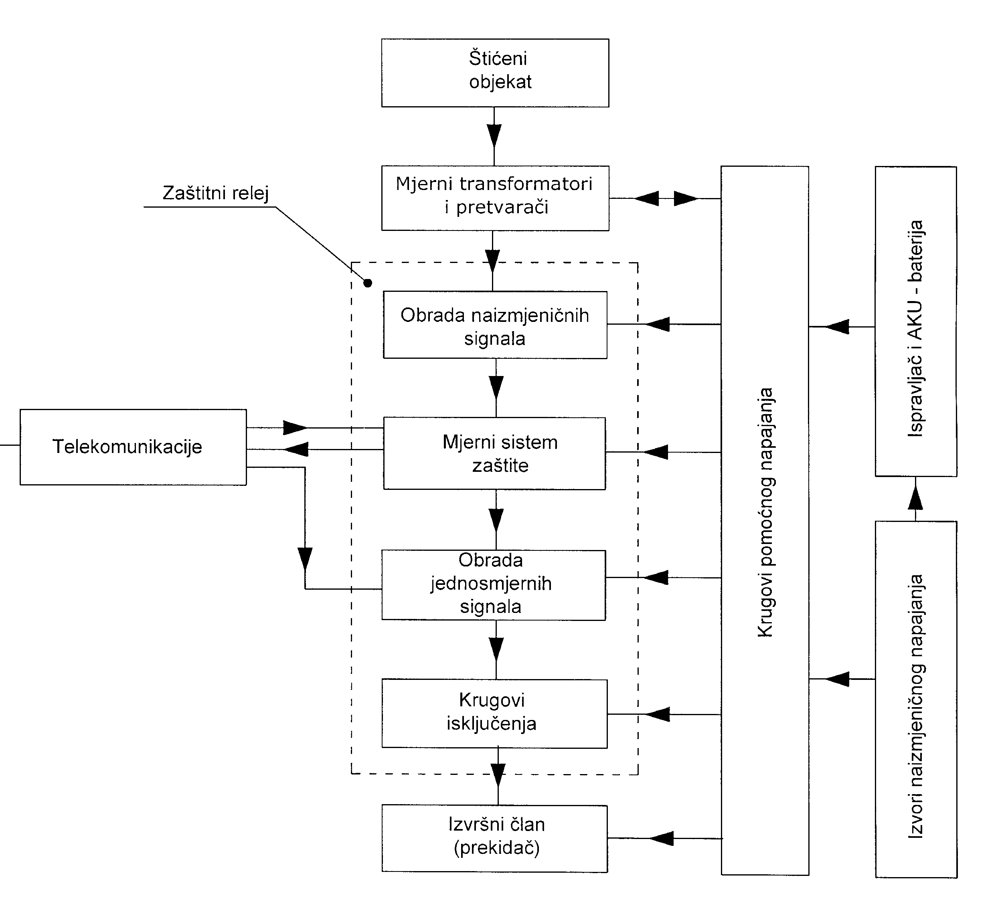 Štićeni
objekat
Mjerni transformatori
i pretvarači
Zaštitni relej
Obrada naizmjeničnih
signala
Telekomunikacije
Mjerni sistem
zaštite
Obrada
jednosmjernih
signala
Krugovi
isključenja
Izvršni član
(prekidač)
Krugovi pomoćnog napajanja
Ispravljač i AKU - baterija
Izvori naizmjeničnog napajanja